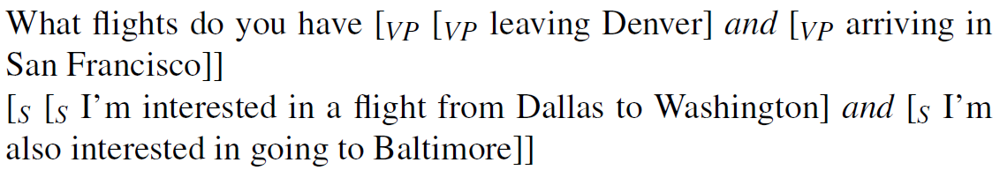 What flights do you have [VP [VP leaving Denver] and [VP arriving in
San Francisco]]
[S [S I'm interested in a flight from Dallas to Washington] and [S I'm
also interested in going to Baltimore]]